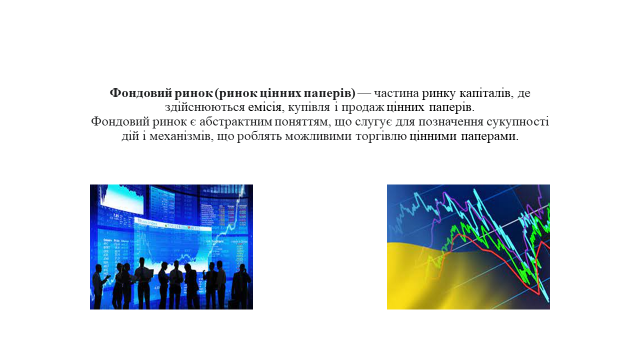 Фондовий ринок (ринок цінних паперів) — частина ринку капіталів, де
здійснюються емісія, купівля і продаж цінних паперів.
Фондовий ринок є абстрактним поняттям, що слугує для позначення сукупності
дій і механізмів, що роблять можливими торгівлю цінними паперами.